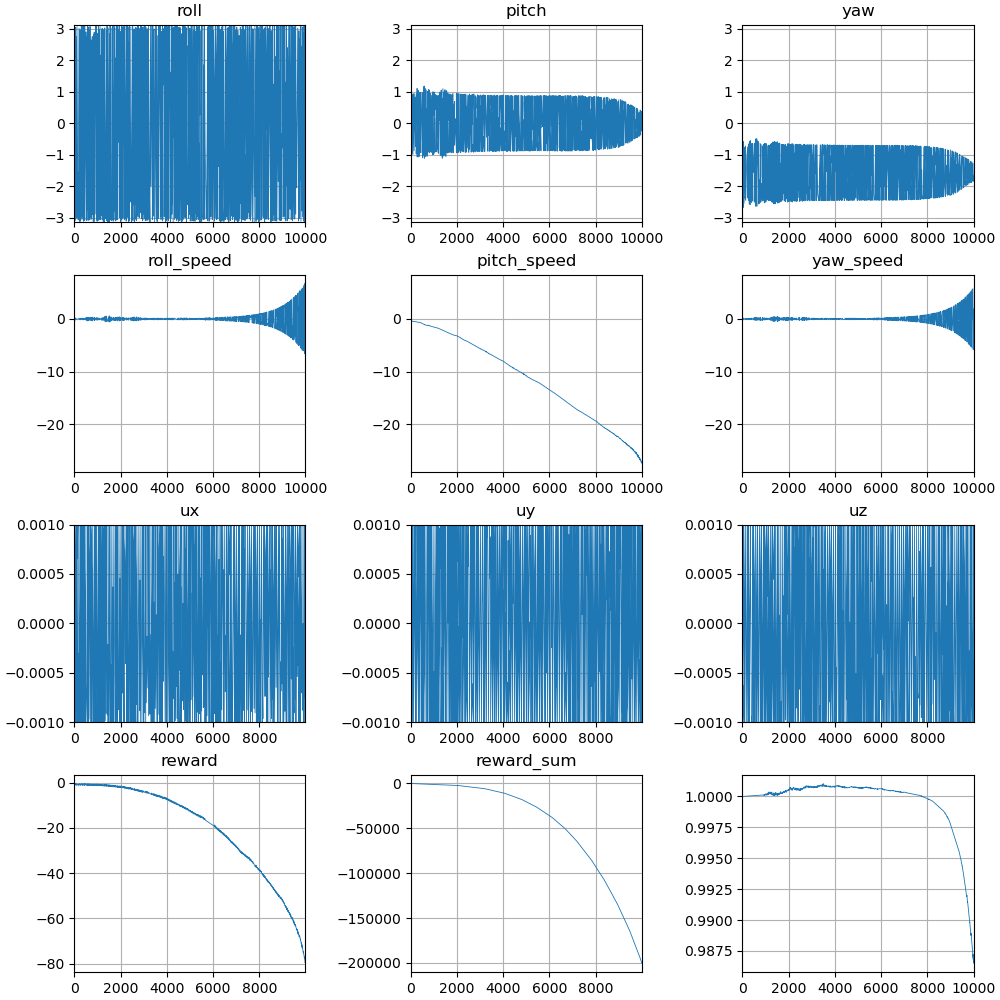 roll pitch yaw
3 3 3
2 2 2
1 1 1
0 0 0
−1 −1 −1
−2 −2 −2
−3 −3 −3
0 2000 4000 6000 8000 10000 0 2000 4000 6000 8000 10000 0 2000 4000 6000 8000 10000
roll_speed pitch_speed yaw_speed
0 0 0
−10 −10 −10
−20 −20 −20
0 2000 4000 6000 8000 10000 0 2000 4000 6000 8000 10000 0 2000 4000 6000 8000 10000
ux uy uz
0.0010 0.0010 0.0010
0.0005 0.0005 0.0005
0.0000 0.0000 0.0000
−0.0005 −0.0005 −0.0005
−0.0010 −0.0010 −0.0010
0 2000 4000 6000 8000 0 2000 4000 6000 8000 0 2000 4000 6000 8000
reward reward_sum
0 0 1.0000
−20 −50000 0.9975
−40 −100000 0.9950
−60 −150000 0.9925
−80 −200000 0.9900
0.9875
0 2000 4000 6000 8000 0 2000 4000 6000 8000 0 2000 4000 6000 8000 10000